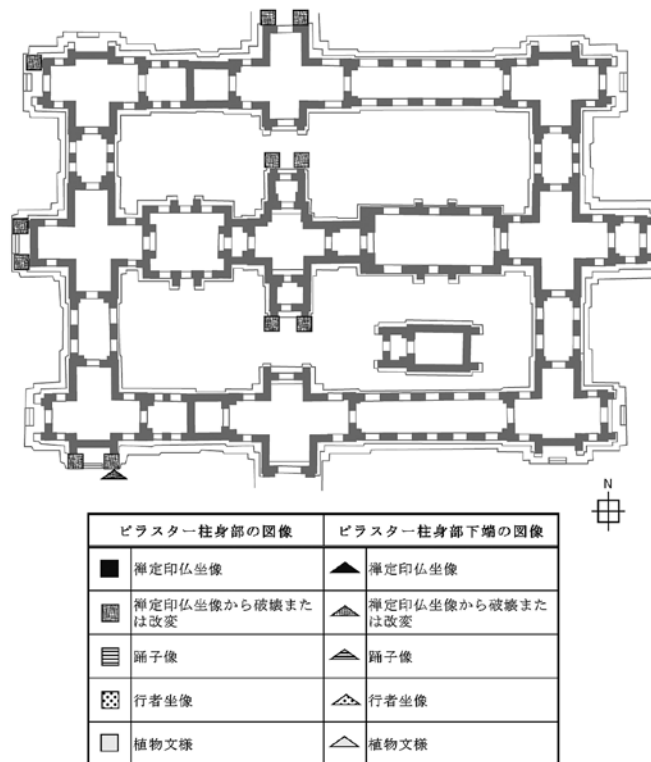 N
ピラスター柱身部の図像
ピラスター柱身部下端の図像
禅定印仏坐像
禅定印仏坐像
禅定印仏坐像から破壊また
は改変
禅定印仏坐像から破壊また
は改変
踊子像
踊子像
行者坐像
行者坐像
植物文様
植物文様